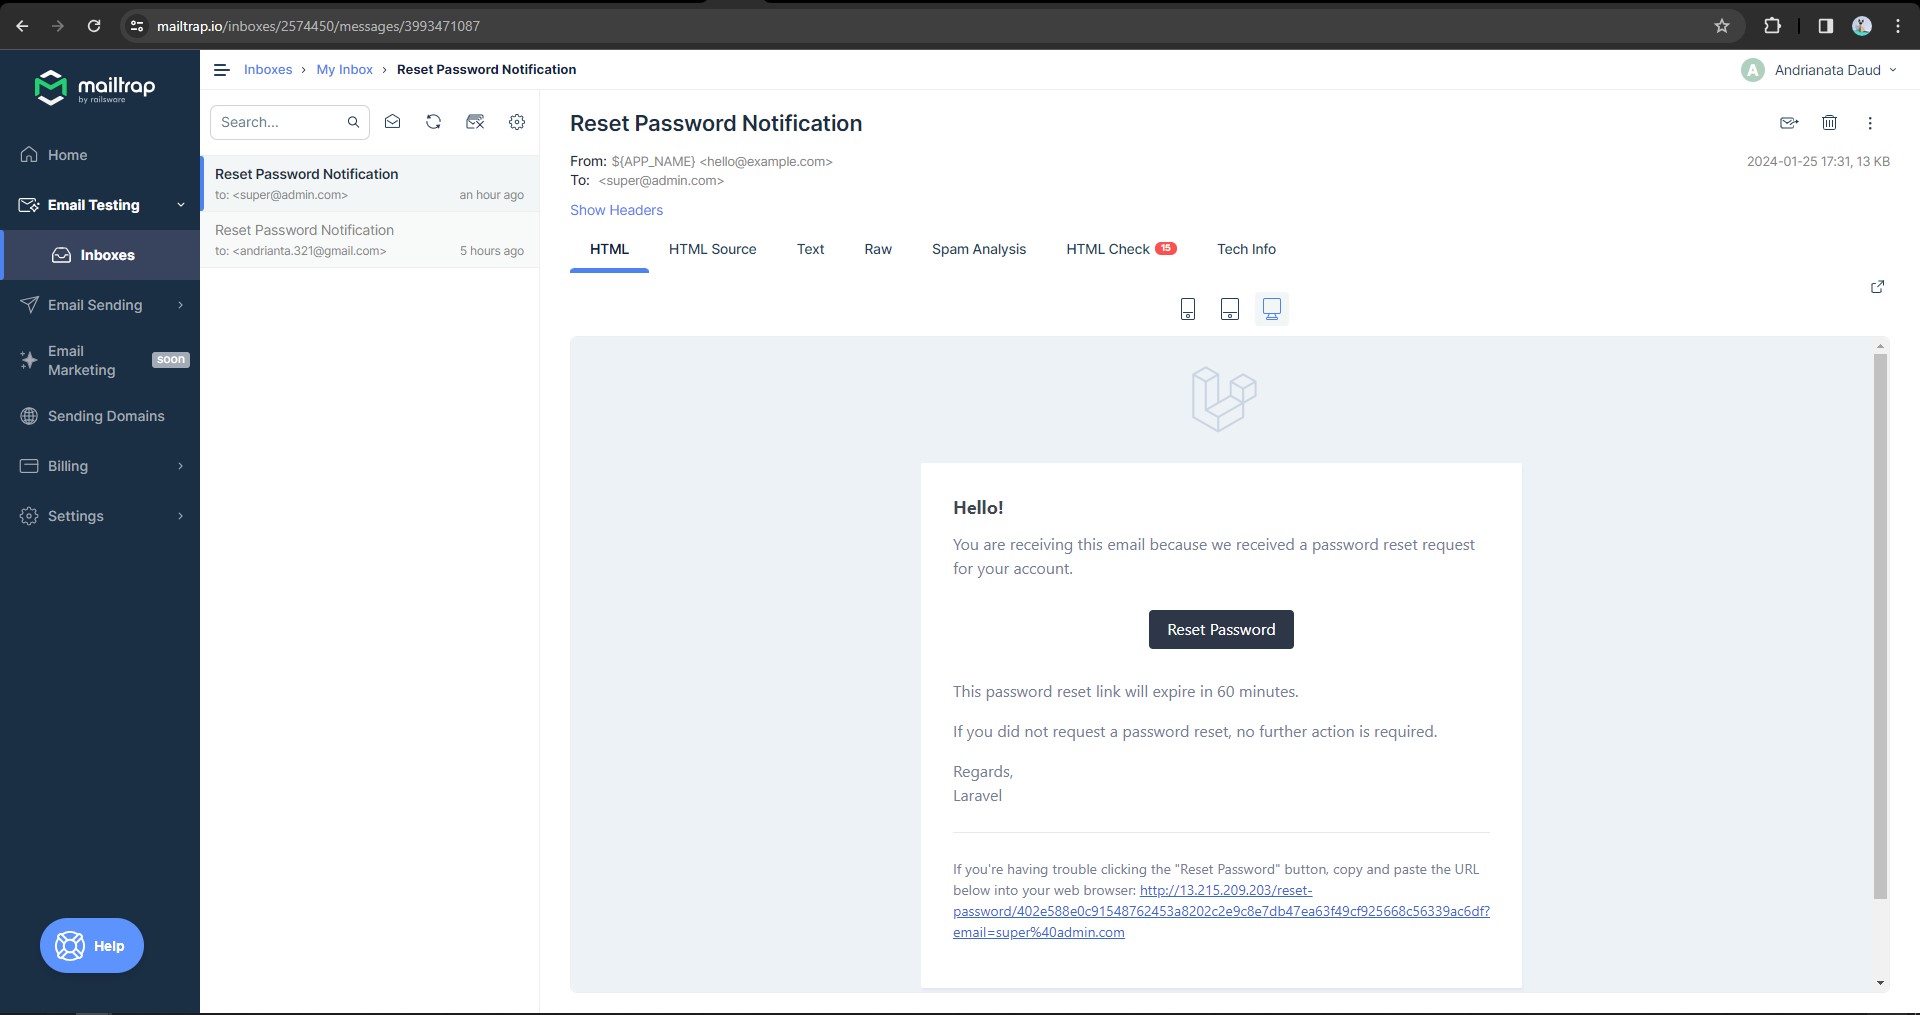 mailtrap.io/inboxes/2574450/messages/3993471087
mailtrap
by railsware
Home
Email Testing
Inboxes
Email Sending
Email
Marketing
soon
Sending Domains
Billing
Settings
Help
Inboxes › My Inbox › Reset Password Notification
A Andrianata Daud
Search...
Reset Password Notification
to: <super@admin.com> an hour ago
Reset Password Notification
to: <andrianta.321@gmail.com> 5 hours ago
Reset Password Notification
From: ${APP_NAME} <hello@example.com>
2024-01-25 17:31, 13 KB
To: <super@admin.com>
Show Headers
HTML HTML Source Text Raw Spam Analysis HTML Check 15 Tech Info
Hello!
You are receiving this email because we received a password reset request
for your account.
Reset Password
This password reset link will expire in 60 minutes.
If you did not request a password reset, no further action is required.
Regards,
Laravel
If you're having trouble clicking the "Reset Password" button, copy and paste the URL
below into your web browser: http://13.215.209.203/reset-
password/402e588e0c91548762453a8202c2e9c8e7db47ea63f49cf925668c56339ac6df?
email=super%40admin.com